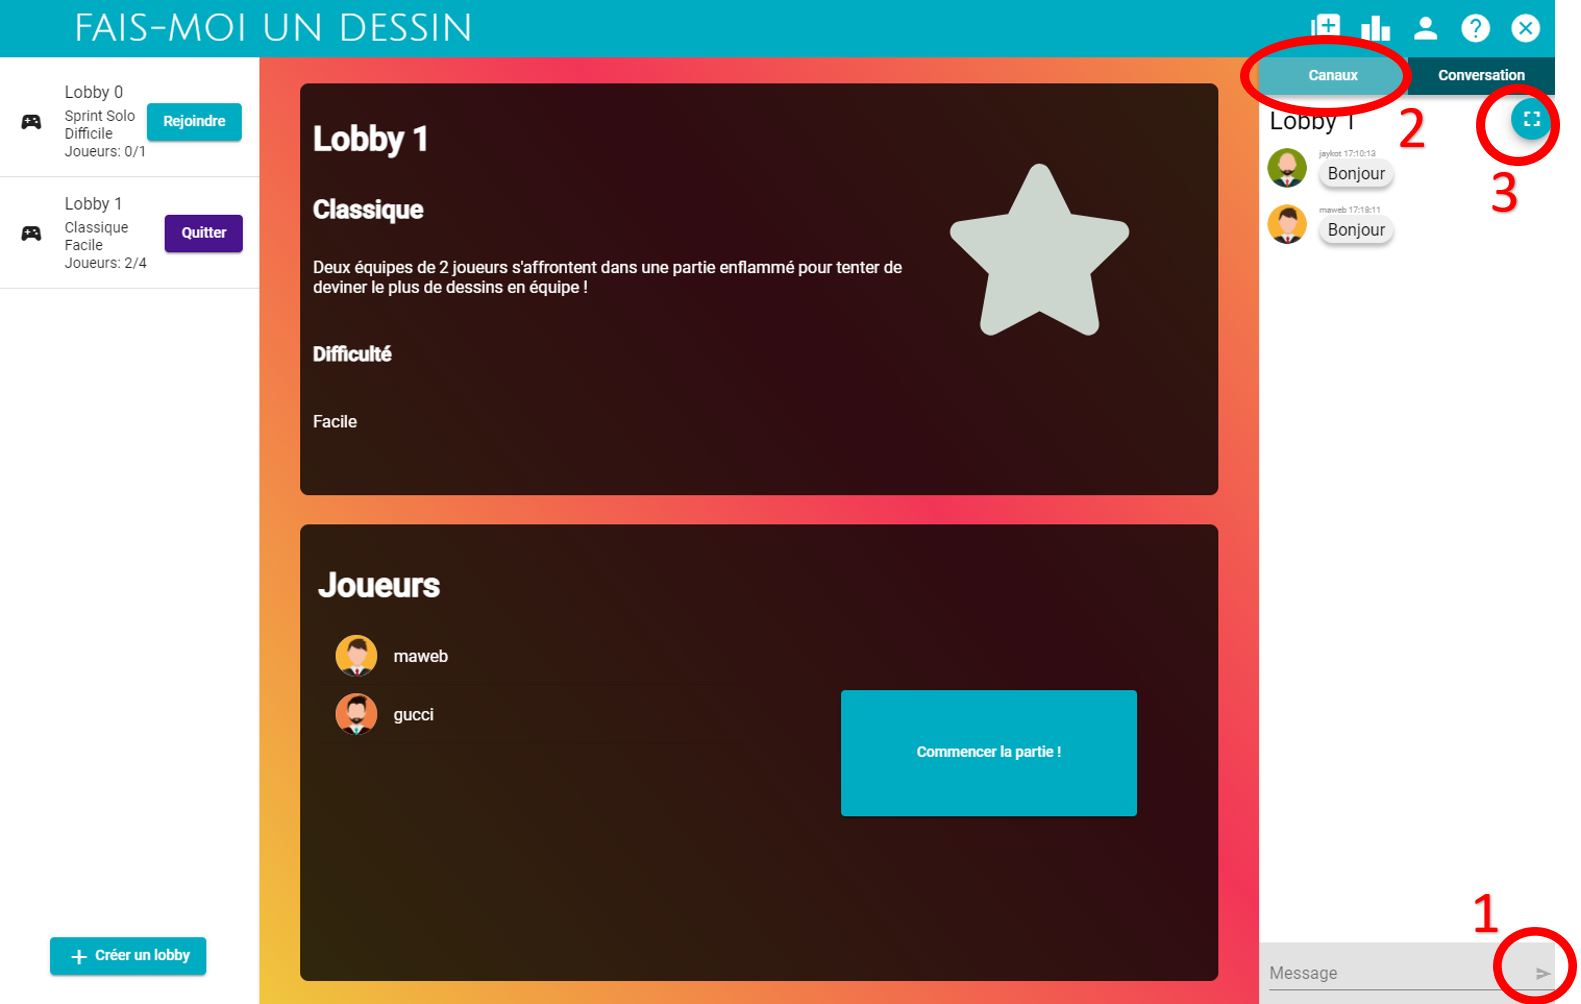 FAIS-MOI UN DESSIN
Lobby 0
Sprint Solo
Difficile
Joueurs: 0/1
Rejoindre
Lobby 1
Classique
Facile
Joueurs: 2/4
Quitter
Créer un lobby
Lobby 1
Classique
Deux équipes de 2 joueurs s'affrontent dans une partie enflammé pour tenter de
deviner le plus de dessins en équipe !
Difficulté
Facile
Joueurs
maweb
gucci
Commencer la partie !
Canaux
Conversation
2
Lobby 1
3
jaykot 17:10:13
Bonjour
maweb 17:18:11
Bonjour
1
Message